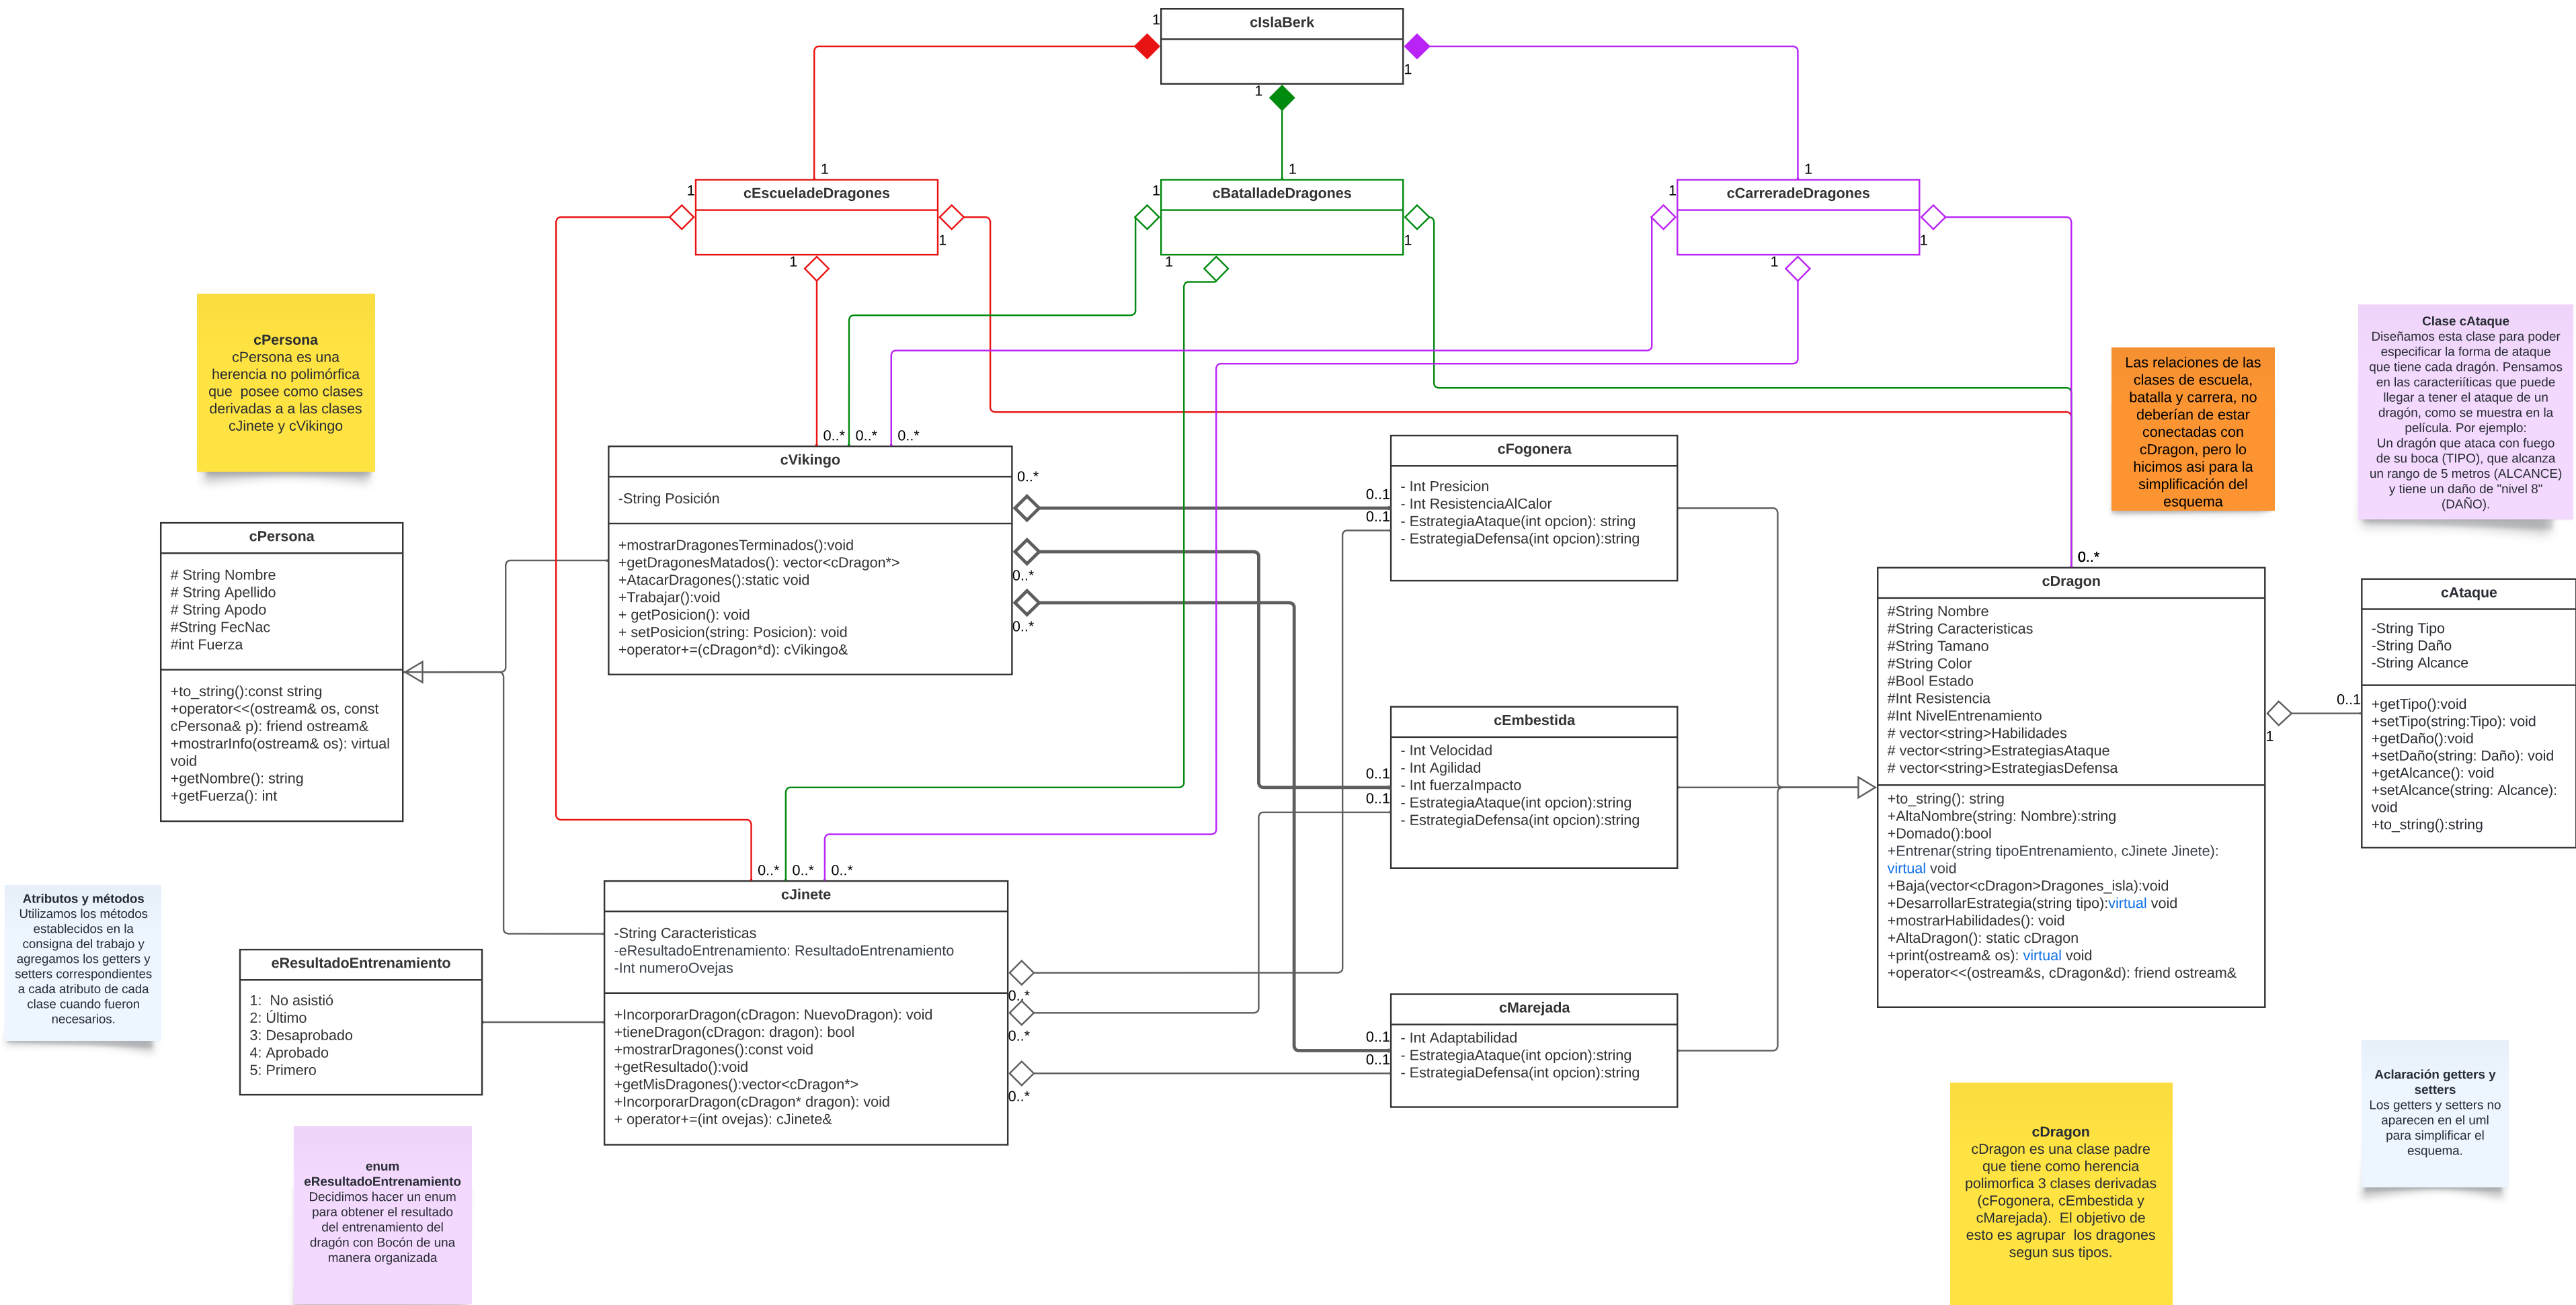 cIslaBerk
1
1
1
1
1
1
cEscueladeDragones
1
1
1
cBatalladeDragones
1
1
1
cCarreradeDragones
1
1
1
cPersona
cPersona es una
herencia no polimórfica
que posee como clases
derivadas a a las clases
cJinete y cVikingo
Las relaciones de las
clases de escuela,
batalla y carrera, no
deberían de estar
conectadas con
cDragon, pero lo
hicimos asi para la
simplificación del
esquema
Clase cAtaque
Diseñamos esta clase para poder
especificar la forma de ataque
que tiene cada dragón. Pensamos
en las caracteriíticas que puede
llegar a tener el ataque de un
dragón, como se muestra en la
película. Por ejemplo:
Un dragón que ataca con fuego
de su boca (TIPO), que alcanza
un rango de 5 metros (ALCANCE)
y tiene un daño de "nivel 8"
(DAÑO).
0..* 0..* 0..*
cVikingo
-String Posición
+mostrarDragonesTerminados():void
+getDragonesMatados(): vector<cDragon*>
+AtacarDragones():static void
+Trabajar():void
+ getPosicion(): void
+ setPosicion(string: Posicion): void
+operator+=(cDragon*d): cVikingo&
0..*
0..*
0..*
cFogonera
- Int Presicion
- Int ResistenciaAlCalor
- EstrategiaAtaque(int opcion): string
- EstrategiaDefensa(int opcion):string
0..1
0..1
cPersona
# String Nombre
# String Apellido
# String Apodo
#String FecNac
#int Fuerza
+to_string():const string
+operator<<(ostream& os, const
cPersona& p): friend ostream&
+mostrarInfo(ostream& os): virtual
void
+getNombre(): string
+getFuerza(): int
0..*
cDragon
#String Nombre
#String Caracteristicas
#String Tamano
#String Color
#Bool Estado
#Int Resistencia
#Int NivelEntrenamiento
# vector<string>Habilidades
# vector<string>EstrategiasAtaque
# vector<string>EstrategiasDefensa
+to_string(): string
+AltaNombre(string: Nombre):string
+Domado():bool
+Entrenar(string tipoEntrenamiento, cJinete Jinete):
virtual void
+Baja(vector<cDragon>Dragones_isla):void
+DesarrollarEstrategia(string tipo):virtual void
+mostrarHabilidades(): void
+AltaDragon(): static cDragon
+print(ostream& os): virtual void
+operator<<(ostream&s, cDragon&d): friend ostream&
1
0..1
cAtaque
-String Tipo
-String Daño
-String Alcance
+getTipo():void
+setTipo(string:Tipo): void
+getDaño():void
+setDaño(string: Daño): void
+getAlcance(): void
+setAlcance(string: Alcance):
void
+to_string():string
cEmbestida
- Int Velocidad
- Int Agilidad
- Int fuerzaImpacto
- EstrategiaAtaque(int opcion):string
- EstrategiaDefensa(int opcion):string
0..1
0..1
Atributos y métodos
Utilizamos los métodos
establecidos en la
consigna del trabajo y
agregamos los getters y
setters correspondientes
a cada atributo de cada
clase cuando fueron
necesarios.
eResultadoEntrenamiento
1: No asistió
2: Último
3: Desaprobado
4: Aprobado
5: Primero
0..* 0..* 0..*
cJinete
-String Caracteristicas
-eResultadoEntrenamiento: ResultadoEntrenamiento
-Int numeroOvejas
+IncorporarDragon(cDragon: NuevoDragon): void
+tieneDragon(cDragon: dragon): bool
+mostrarDragones():const void
+getResultado():void
+getMisDragones():vector<cDragon*>
+IncorporarDragon(cDragon* dragon): void
+ operator+=(int ovejas): cJinete&
0..*
0..*
0..*
cMarejada
- Int Adaptabilidad
- EstrategiaAtaque(int opcion):string
- EstrategiaDefensa(int opcion):string
0..1
0..1
enum
eResultadoEntrenamiento
Decidimos hacer un enum
para obtener el resultado
del entrenamiento del
dragón con Bocón de una
manera organizada
cDragon
cDragon es una clase padre
que tiene como herencia
polimorfica 3 clases derivadas
(cFogonera, cEmbestida y
cMarejada). El objetivo de
esto es agrupar los dragones
segun sus tipos.
Aclaración getters y
setters
Los getters y setters no
aparecen en el uml
para simplificar el
esquema.